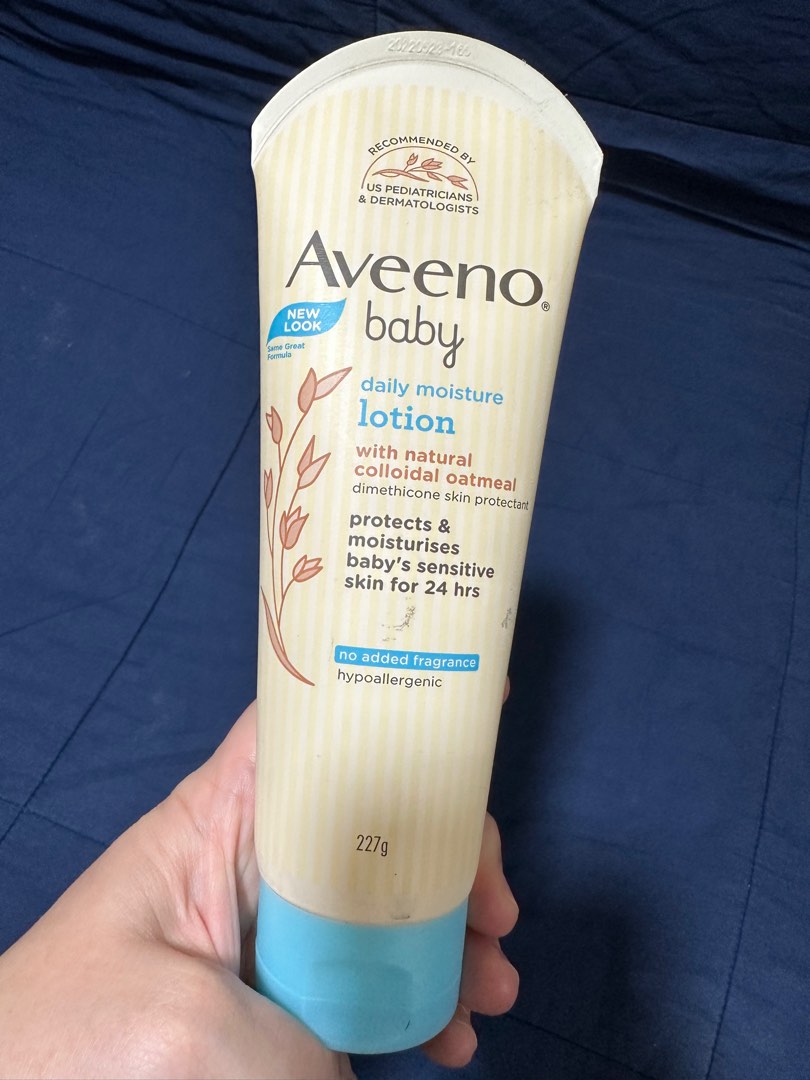 RECOMMENDED BY
US PEDIATRICIANS
& DERMATOLOGISTS
Aveeno®
baby
NEW
LOOK
Same Great
Formula
daily moisture
lotion
with natural
colloidal oatmeal
dimethicone skin protectant
protects &
moisturises
baby's sensitive
skin for 24 hrs
no added fragrance
hypoallergenic
227g